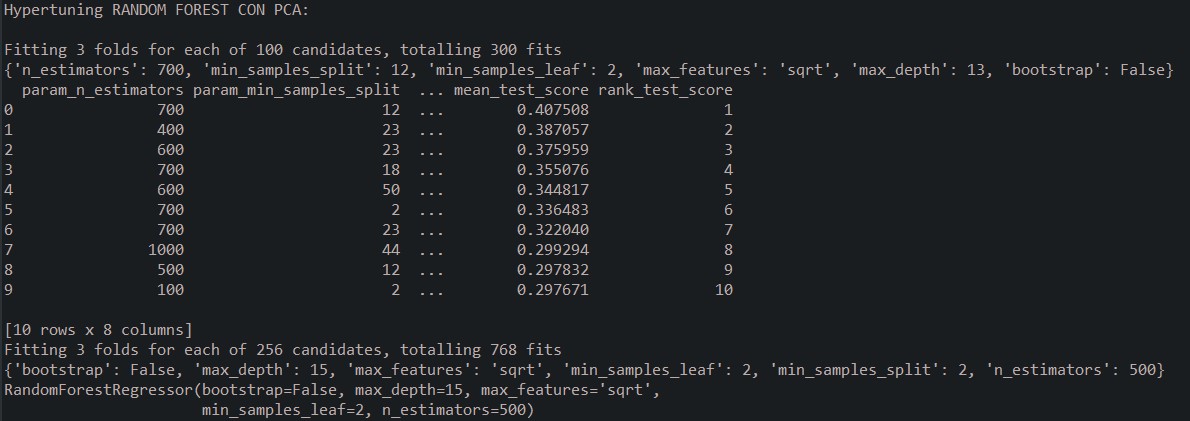 Hypertuning RANDOM FOREST CON PCA:
Fitting 3 folds for each of 100 candidates, totalling 300 fits
{'n_estimators': 700, 'min_samples_split': 12, 'min_samples_leaf': 2, 'max_features': 'sqrt', 'max_depth': 13, 'bootstrap': False}
  param_n_estimators param_min_samples_split  ... mean_test_score rank_test_score
0                700                      12  ...        0.407508               1
1                400                      23  ...        0.387057               2
2                600                      23  ...        0.375959               3
3                700                      18  ...        0.355076               4
4                600                      50  ...        0.344817               5
5                700                       2  ...        0.336483               6
6                700                      23  ...        0.322040               7
7               1000                      44  ...        0.299294               8
8                500                      12  ...        0.297832               9
9                100                       2  ...        0.297671              10
[10 rows x 8 columns]
Fitting 3 folds for each of 256 candidates, totalling 768 fits
{'bootstrap': False, 'max_depth': 15, 'max_features': 'sqrt', 'min_samples_leaf': 2, 'min_samples_split': 2, 'n_estimators': 500}
RandomForestRegressor(bootstrap=False, max_depth=15, max_features='sqrt',
                      min_samples_leaf=2, n_estimators=500)